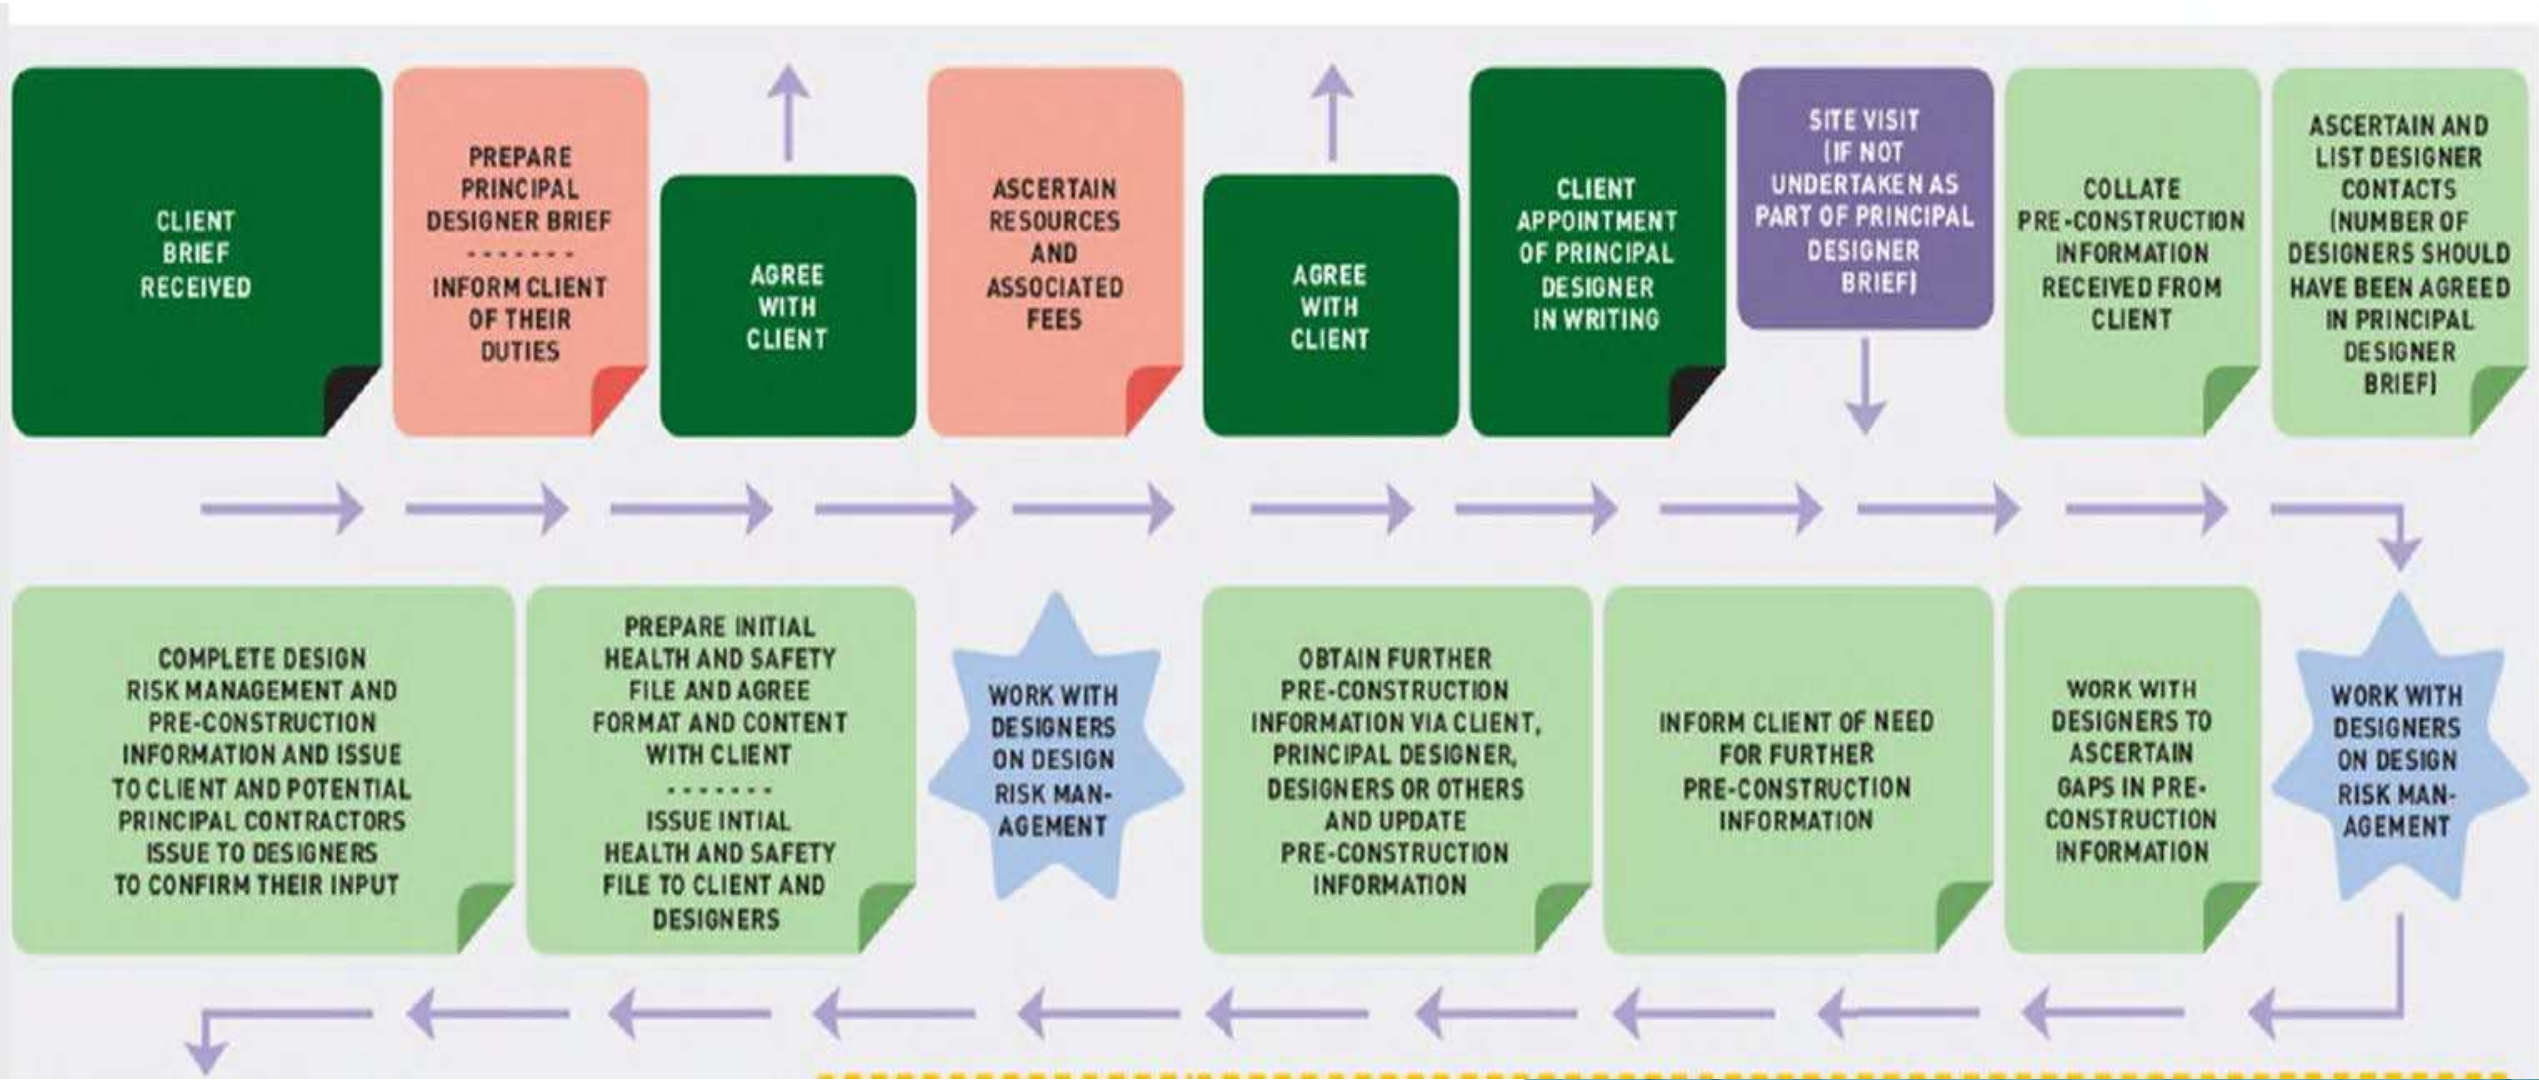 CLIENT
BRIEF
RECEIVED
PREPARE
PRINCIPAL
DESIGNER BRIEF
-------
INFORM CLIENT
OF THEIR
DUTIES
AGREE
WITH
CLIENT
ASCERTAIN
RESOURCES
AND
ASSOCIATED
FEES
AGREE
WITH
CLIENT
CLIENT
APPOINTMENT
OF PRINCIPAL
DESIGNER
IN WRITING
SITE VISIT
(IF NOT
UNDERTAKEN AS
PART OF PRINCIPAL
DESIGNER
BRIEF)
COLLATE
PRE-CONSTRUCTION
INFORMATION
RECEIVED FROM
CLIENT
ASCERTAIN AND
LIST DESIGNER
CONTACTS
(NUMBER OF
DESIGNERS SHOULD
HAVE BEEN AGREED
IN PRINCIPAL
DESIGNER
BRIEF)
COMPLETE DESIGN
RISK MANAGEMENT AND
PRE-CONSTRUCTION
INFORMATION AND ISSUE
TO CLIENT AND POTENTIAL
PRINCIPAL CONTRACTORS
ISSUE TO DESIGNERS
TO CONFIRM THEIR INPUT
PREPARE INITIAL
HEALTH AND SAFETY
FILE AND AGREE
FORMAT AND CONTENT
WITH CLIENT
-------
ISSUE INTIAL
HEALTH AND SAFETY
FILE TO CLIENT AND
DESIGNERS
WORK WITH
DESIGNERS
ON DESIGN
RISK MAN-
AGEMENT
OBTAIN FURTHER
PRE-CONSTRUCTION
INFORMATION VIA CLIENT,
PRINCIPAL DESIGNER,
DESIGNERS OR OTHERS
AND UPDATE
PRE-CONSTRUCTION
INFORMATION
INFORM CLIENT OF NEED
FOR FURTHER
PRE-CONSTRUCTION
INFORMATION
WORK WITH
DESIGNERS TO
ASCERTAIN
GAPS IN PRE-
CONSTRUCTION
INFORMATION
WORK WITH
DESIGNERS
ON DESIGN
RISK MAN-
AGEMENT